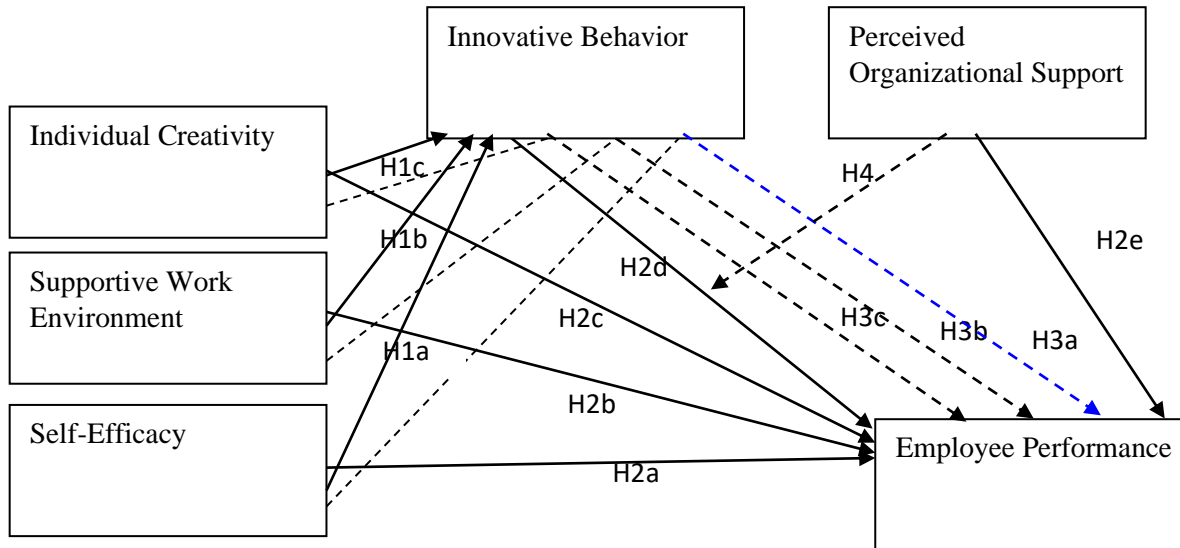 Innovative Behavior
Perceived
Organizational Support
Individual Creativity
H1c
H4
H1b
H2e
H2d
Supportive Work
Environment
H2c
H3c
H3b
H3a
H1a
H2b
Self-Efficacy
Employee Performance
H2a